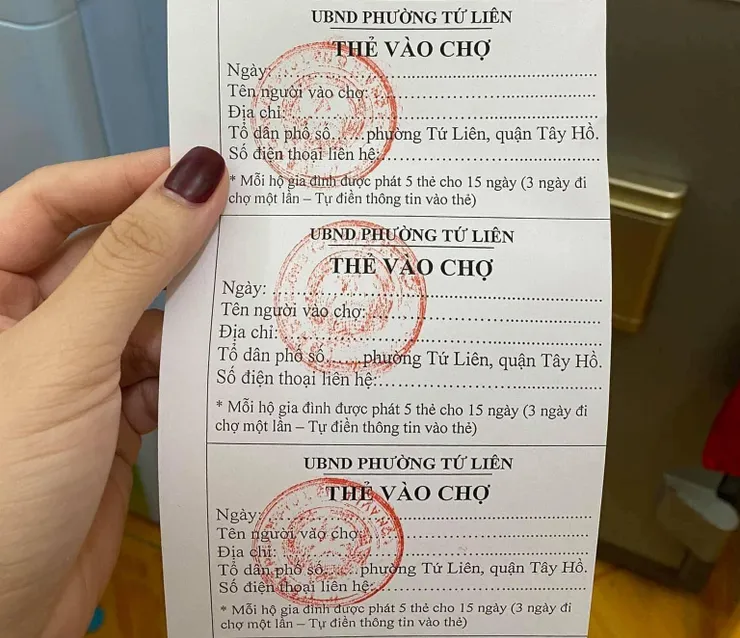 UBND PHƯỜNG TỨ LIÊN
THẺ VÀO CHỢ
Ngày:..........................................................
Tên người vào chợ:......................................
Địa chỉ:.......................................................
Tổ dân phố số.......phường Tứ Liên, quận Tây Hồ.
Số điện thoại liên hệ:....................................
* Mỗi hộ gia đình được phát 5 thẻ cho 15 ngày (3 ngày đi
chợ một lần – Tự điền thông tin vào thẻ)
UBND PHƯỜNG TỨ LIÊN
THẺ VÀO CHỢ
Ngày: .........................................................
Tên người vào chợ:......................................
Địa chỉ:.......................................................
Tổ dân phố số.......phường Tứ Liên, quận Tây Hồ.
Số điện thoại liên hệ:....................................
* Mỗi hộ gia đình được phát 5 thẻ cho 15 ngày (3 ngày đi
chợ một lần – Tự điền thông tin vào thẻ)
UBND PHƯỜNG TỨ LIÊN
THẺ VÀO CHỢ
Ngày:..........................................................
Tên người vào chợ:......................................
Địa chỉ:.......................................................
Tổ dân phố số.......phường Tứ Liên, quận Tây Hồ.
Số điện thoại liên hệ:....................................
* Mỗi hộ gia đình được phát 5 thẻ cho 15 ngày (3 ngày đi
chợ một lần – Tự điền thông tin vào thẻ)